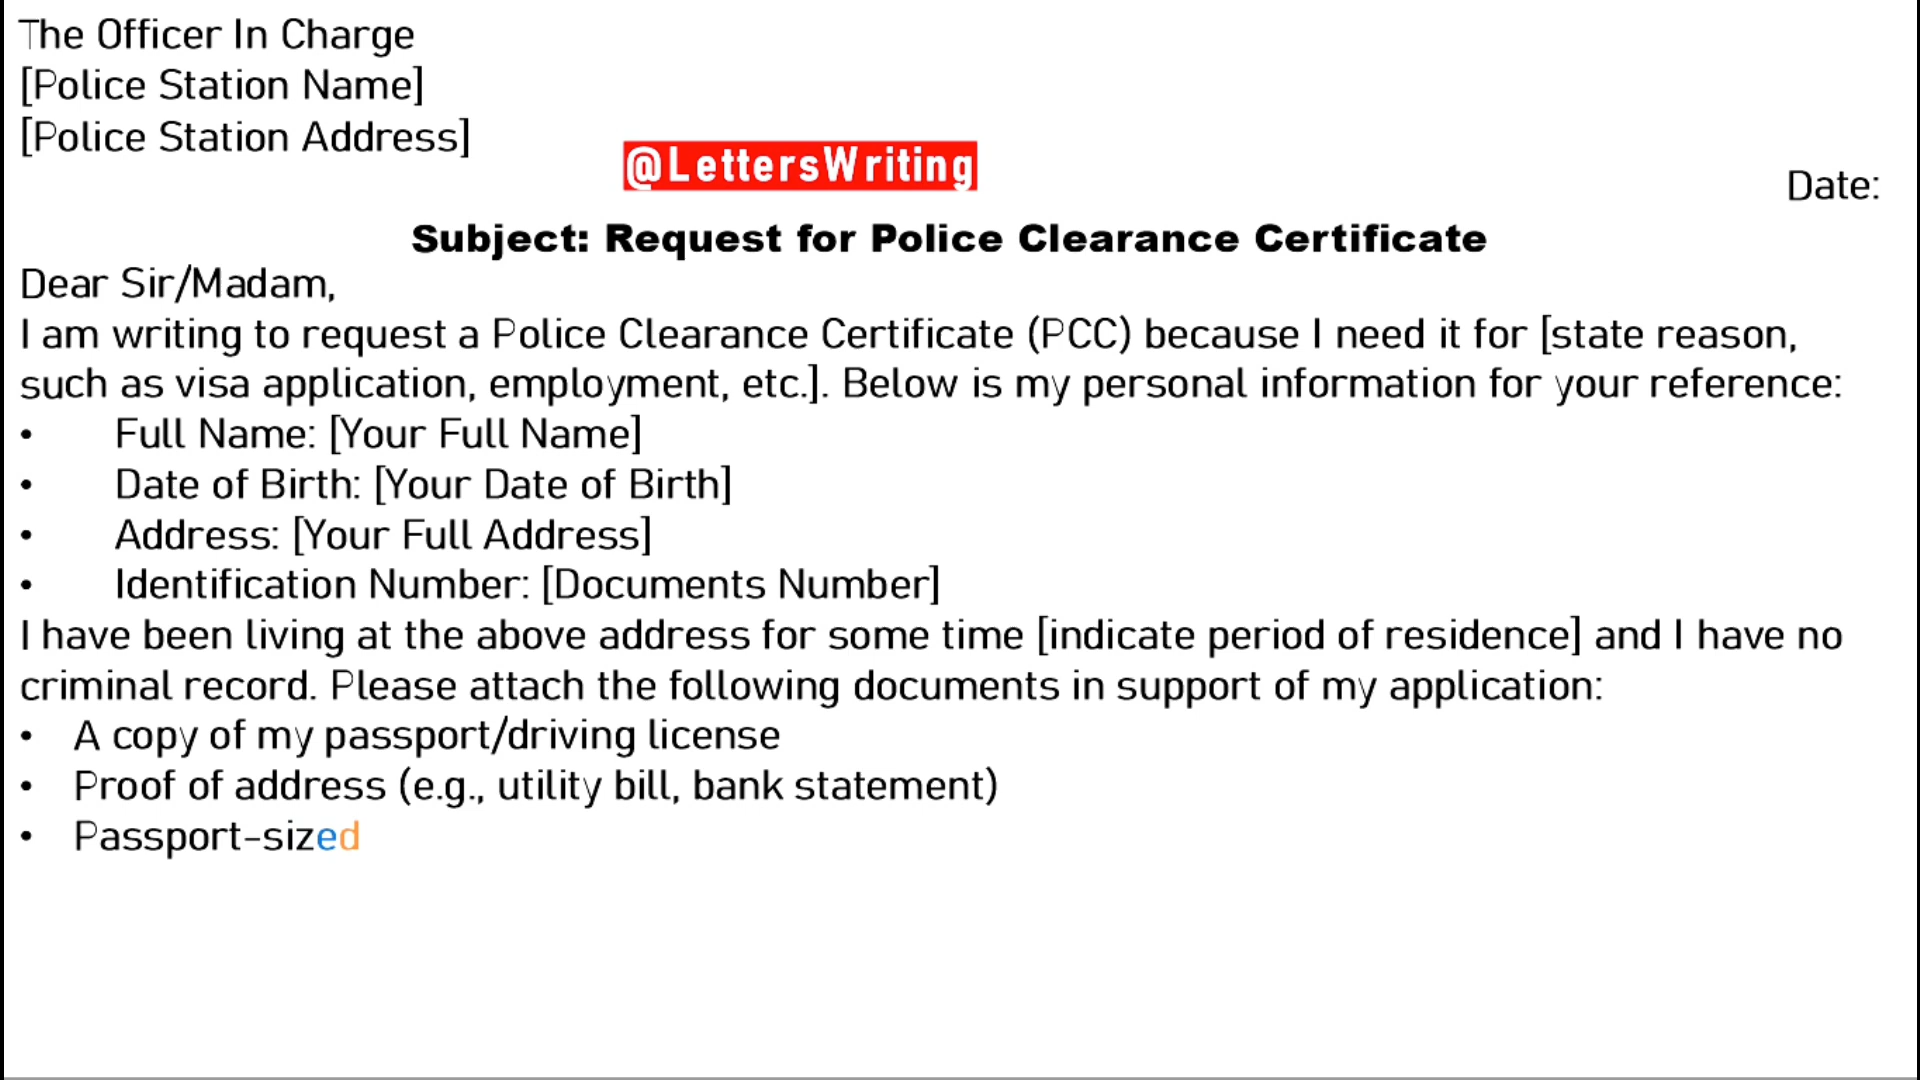 The Officer In Charge
[Police Station Name]
[Police Station Address]
@LettersWriting
Date:
Subject: Request for Police Clearance Certificate
Dear Sir/Madam,
I am writing to request a Police Clearance Certificate (PCC) because I need it for [state reason,
such as visa application, employment, etc.]. Below is my personal information for your reference:
• Full Name: [Your Full Name]
• Date of Birth: [Your Date of Birth]
• Address: [Your Full Address]
• Identification Number: [Documents Number]
I have been living at the above address for some time [indicate period of residence] and I have no
criminal record. Please attach the following documents in support of my application:
• A copy of my passport/driving license
• Proof of address (e.g., utility bill, bank statement)
• Passport-sized